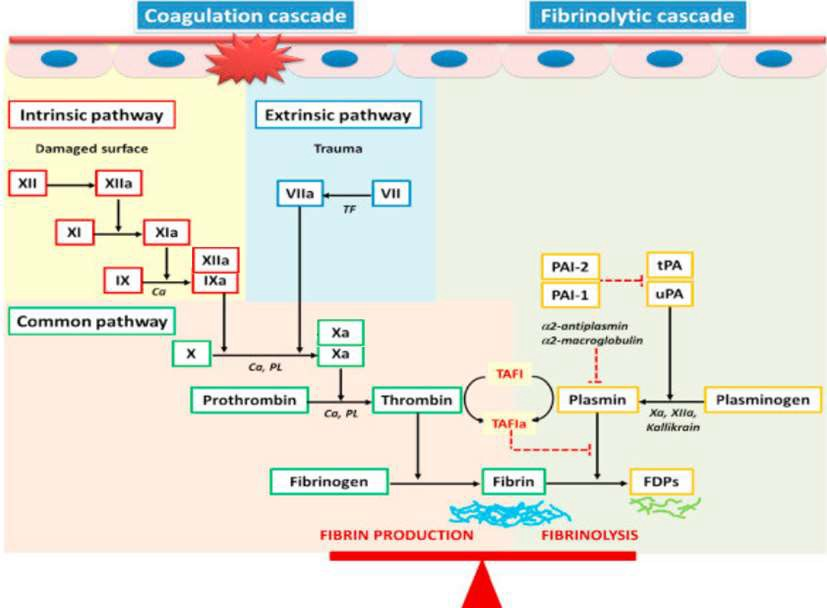 Coagulation cascade
Fibrinolytic cascade
Intrinsic pathway
Extrinsic pathway
Damaged surface
Trauma
XII
XIIa
VIIa
VII
TF
XI
XIa
XIIa
IX
IXa
Ca
PAI-2
tPA
PAI-1
uPA
Common pathway
α2-antiplasmin
α2-macroglobulin
Xa
X
Xa
Ca, PL
TAFI
Prothrombin
Thrombin
Plasmin
Plasminogen
Ca, PL
Xa, XIIa,
Kallikrain
TAFIa
Fibrinogen
Fibrin
FDPs
FIBRIN PRODUCTION
FIBRINOLYSIS